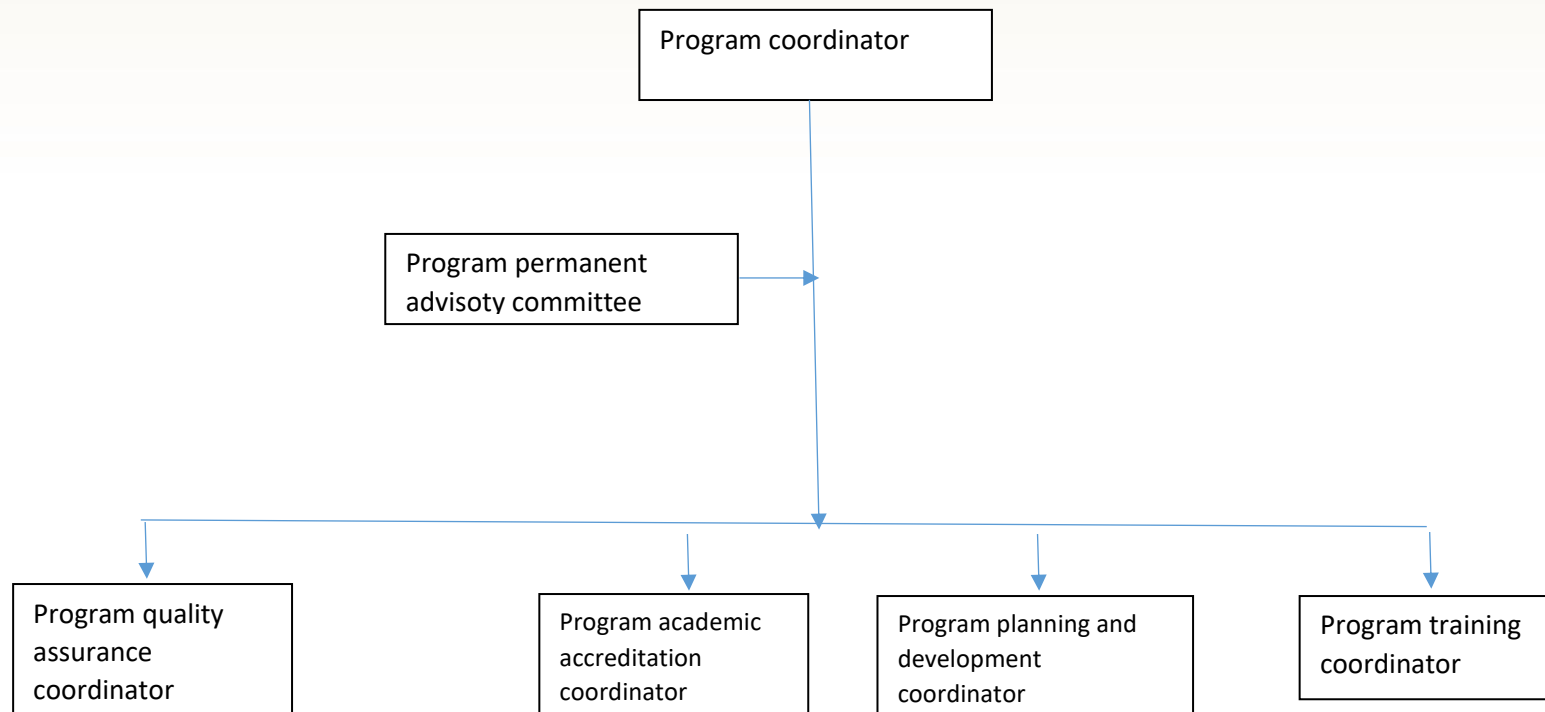 Program coordinator
Program permanent
advisoty committee
Program quality
assurance
coordinator
Program academic
accreditation
coordinator
Program planning and
development
coordinator
Program training
coordinator